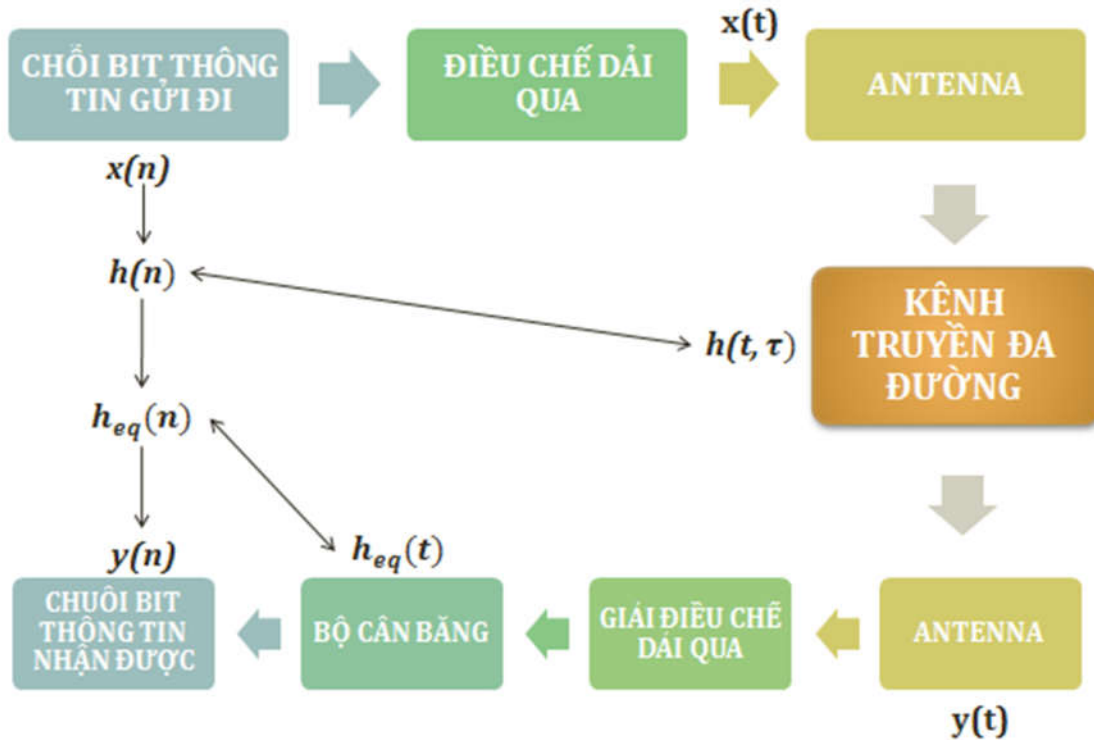 x(t)
CHỖI BIT THÔNG
TIN GỬI ĐI
ĐIỀU CHẾ DẢI
QUA
ANTENNA
x(n)
h(n)
h(t, τ)
KÊNH
TRUYỀN ĐA
ĐƯỜNG
h_eq(n)
y(n)
h_eq(t)
CHUỖI BIT
THÔNG TIN
NHẬN ĐƯỢC
BỘ CÂN BẰNG
GIẢI ĐIỀU CHẾ
DẢI QUA
ANTENNA
y(t)